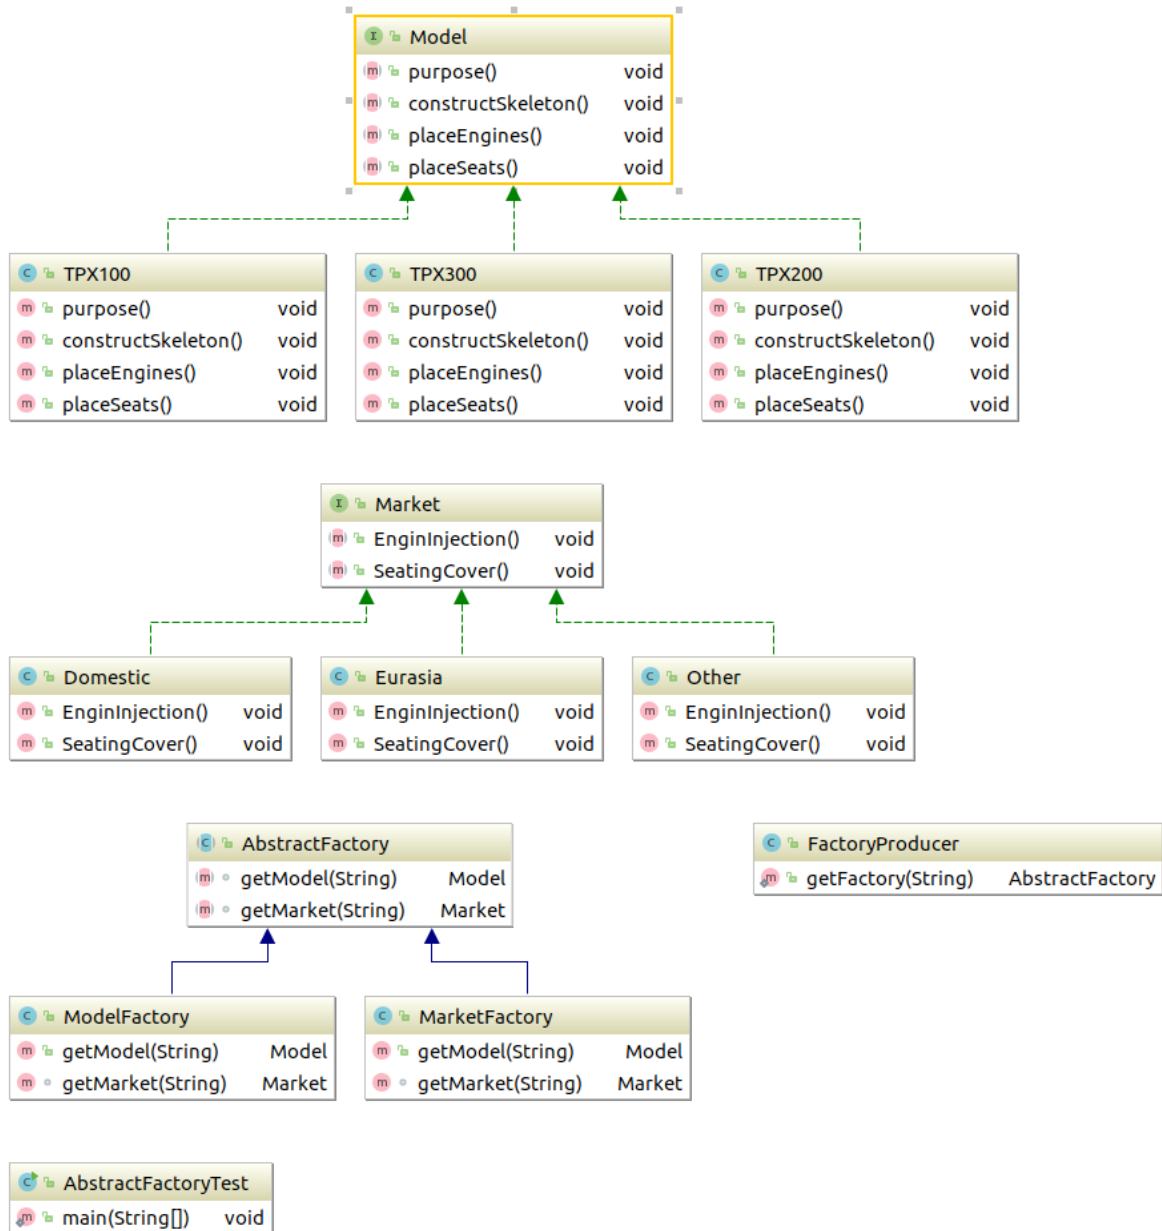 Model
purpose() void
constructSkeleton() void
placeEngines() void
placeSeats() void
TPX100
purpose() void
constructSkeleton() void
placeEngines() void
placeSeats() void
TPX300
purpose() void
constructSkeleton() void
placeEngines() void
placeSeats() void
TPX200
purpose() void
constructSkeleton() void
placeEngines() void
placeSeats() void
Market
EnginInjection() void
SeatingCover() void
Domestic
EnginInjection() void
SeatingCover() void
Eurasia
EnginInjection() void
SeatingCover() void
Other
EnginInjection() void
SeatingCover() void
AbstractFactory
getModel(String) Model
getMarket(String) Market
FactoryProducer
getFactory(String) AbstractFactory
ModelFactory
getModel(String) Model
getMarket(String) Market
MarketFactory
getModel(String) Model
getMarket(String) Market
AbstractFactoryTest
main(String[]) void